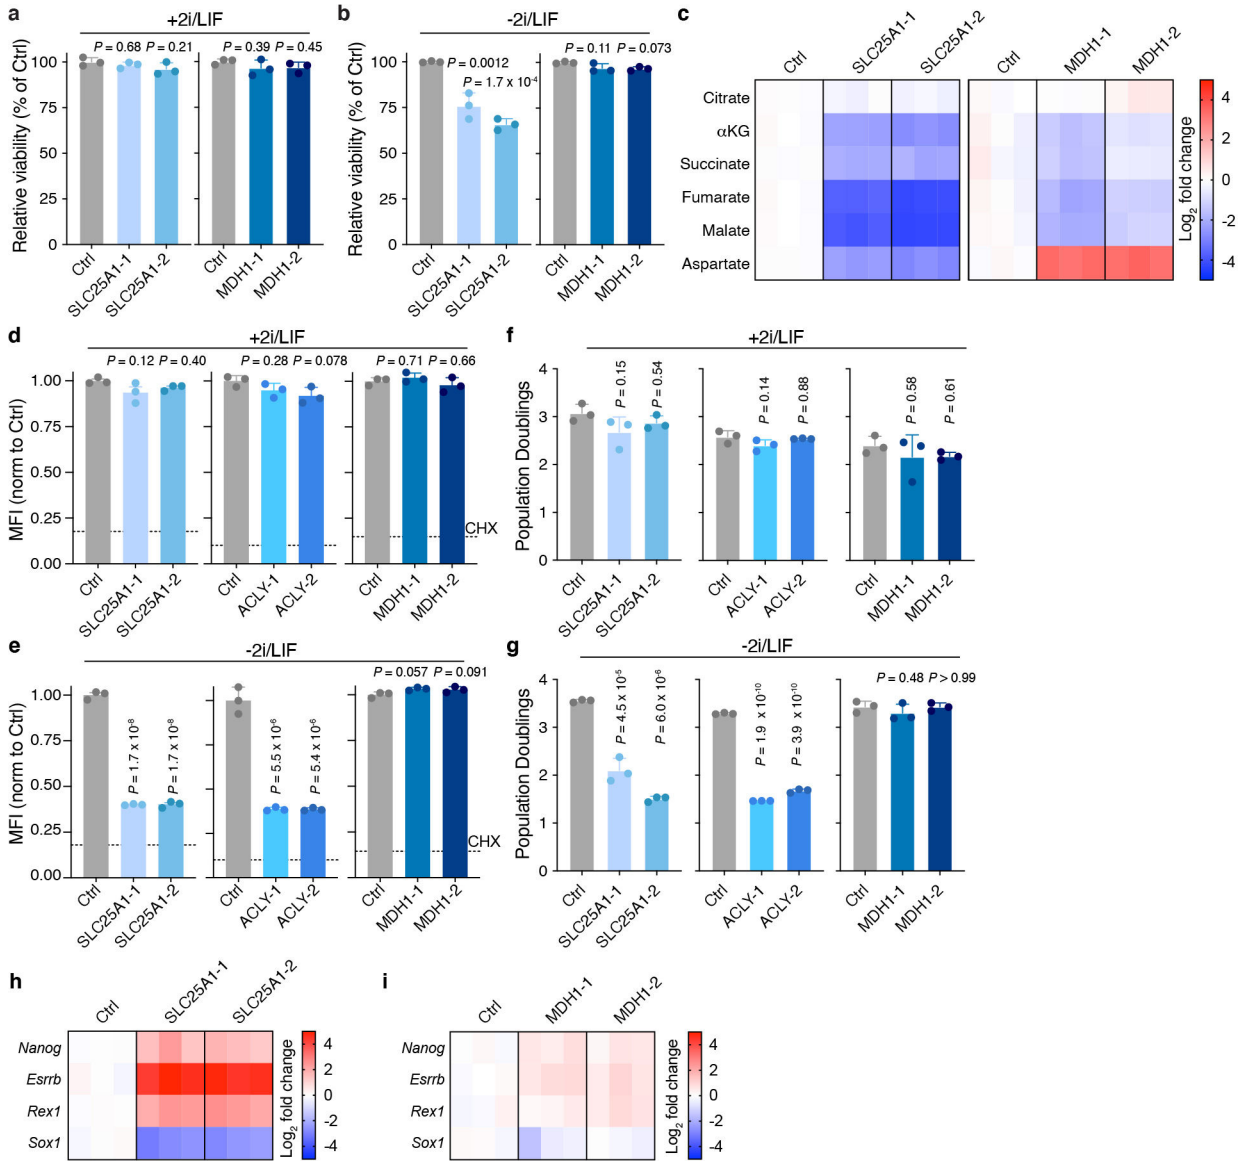 a
+2i/LIF
P = 0.68 P = 0.21
P = 0.39 P = 0.45
Relative viability (% of Ctrl)
100
75
50
25
0
Ctrl
SLC25A1-1
SLC25A1-2
Ctrl
MDH1-1
MDH1-2
b
-2i/LIF
P = 0.0012
P = 1.7 x 10⁻⁴
P = 0.11 P = 0.073
Relative viability (% of Ctrl)
100
75
50
25
0
Ctrl
SLC25A1-1
SLC25A1-2
Ctrl
MDH1-1
MDH1-2
c
Ctrl
SLC25A1-1
SLC25A1-2
Ctrl
MDH1-1
MDH1-2
Citrate
αKG
Succinate
Fumarate
Malate
Aspartate
4
2
0
-2
-4
Log₂ fold change
d
+2i/LIF
P = 0.12 P = 0.40
P = 0.28 P = 0.078
P = 0.71 P = 0.66
MFI (norm to Ctrl)
1.00
0.75
0.50
0.25
0.00
CHX
Ctrl
SLC25A1-1
SLC25A1-2
Ctrl
ACLY-1
ACLY-2
Ctrl
MDH1-1
MDH1-2
f
+2i/LIF
P = 0.15
P = 0.54
P = 0.14
P = 0.88
P = 0.58
P = 0.61
Population Doublings
4
3
2
1
0
Ctrl
SLC25A1-1
SLC25A1-2
Ctrl
ACLY-1
ACLY-2
Ctrl
MDH1-1
MDH1-2
e
-2i/LIF
P = 1.7 x 10⁻⁸
P = 1.7 x 10⁻⁸
P = 5.5 x 10⁻⁶
P = 5.4 x 10⁻⁶
P = 0.057 P = 0.091
MFI (norm to Ctrl)
1.00
0.75
0.50
0.25
0.00
CHX
Ctrl
SLC25A1-1
SLC25A1-2
Ctrl
ACLY-1
ACLY-2
Ctrl
MDH1-1
MDH1-2
g
-2i/LIF
P = 4.5 x 10⁻⁵
P = 6.0 x 10⁻⁶
P = 1.9 x 10⁻¹⁰
P = 3.9 x 10⁻¹⁰
P = 0.48 P > 0.99
Population Doublings
4
3
2
1
0
Ctrl
SLC25A1-1
SLC25A1-2
Ctrl
ACLY-1
ACLY-2
Ctrl
MDH1-1
MDH1-2
h
Ctrl
SLC25A1-1
SLC25A1-2
Nanog
Esrrb
Rex1
Sox1
4
2
0
-2
-4
Log₂ fold change
i
Ctrl
MDH1-1
MDH1-2
Nanog
Esrrb
Rex1
Sox1
4
2
0
-2
-4
Log₂ fold change